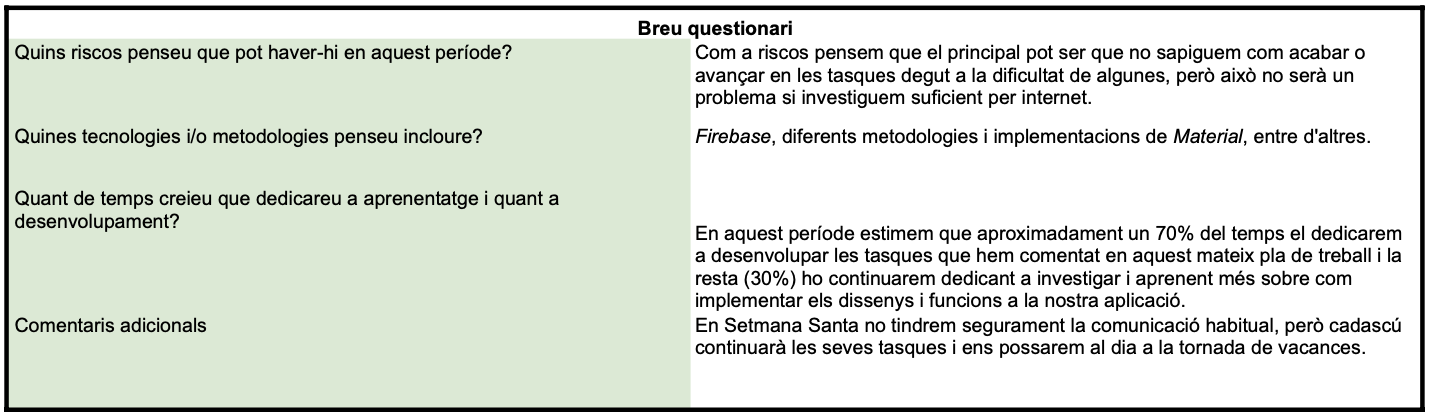 Breu questionari
Quins riscos penseu que pot haver-hi en aquest període?
Com a riscos pensem que el principal pot ser que no sapiguem com acabar o
avançar en les tasques degut a la dificultat de algunes, però això no serà un
problema si investiguem suficient per internet.
Quines tecnologies i/o metodologies penseu incloure?
Firebase, diferents metodologies i implementacions de Material, entre d'altres.
Quant de temps creieu que dedicareu a aprenentatge i quant a
desenvolupament?
En aquest període estimem que aproximadament un 70% del temps el dedicarem
a desenvolupar les tasques que hem comentat en aquest mateix pla de treball i la
resta (30%) ho continuarem dedicant a investigar i aprenent més sobre com
implementar els dissenys i funcions a la nostra aplicació.
Comentaris adicionals
En Setmana Santa no tindrem segurament la comunicació habitual, però cadascú
continuarà les seves tasques i ens possarem al dia a la tornada de vacances.